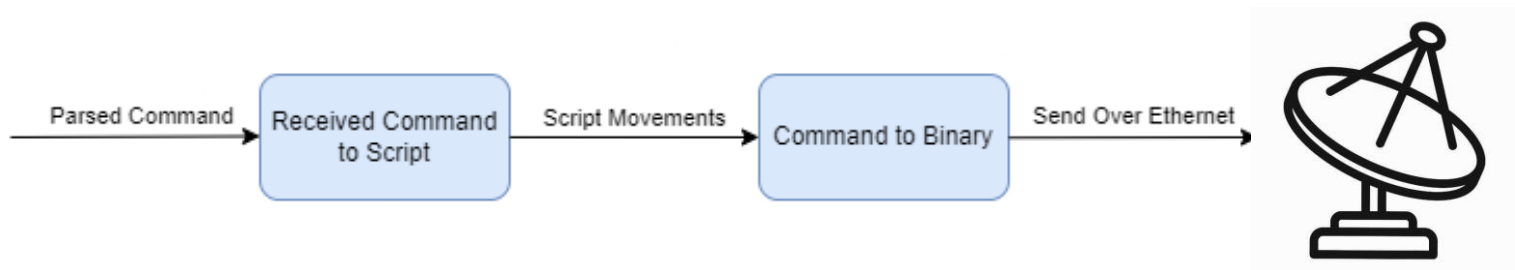 Parsed Command
Received Command
to Script
Script Movements
Command to Binary
Send Over Ethernet